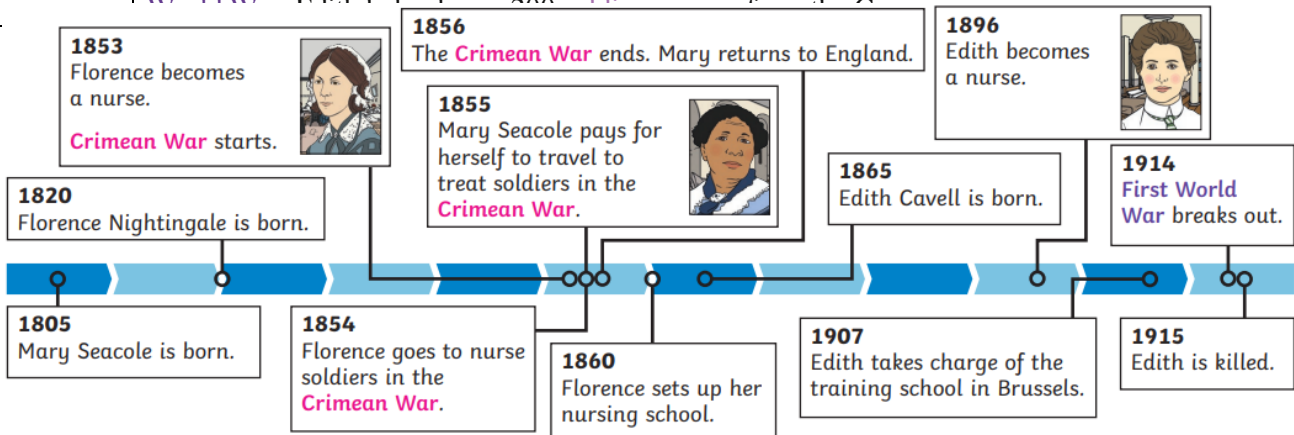 1853
Florence becomes
a nurse.
Crimean War starts.
1856
The Crimean War ends. Mary returns to England.
1896
Edith becomes
a nurse.
1855
Mary Seacole pays for
herself to travel to
treat soldiers in the
Crimean War.
1820
Florence Nightingale is born.
1865
Edith Cavell is born.
1914
First World
War breaks out.
1805
Mary Seacole is born.
1854
Florence goes to nurse
soldiers in the
Crimean War.
1860
Florence sets up her
nursing school.
1907
Edith takes charge of the
training school in Brussels.
1915
Edith is killed.